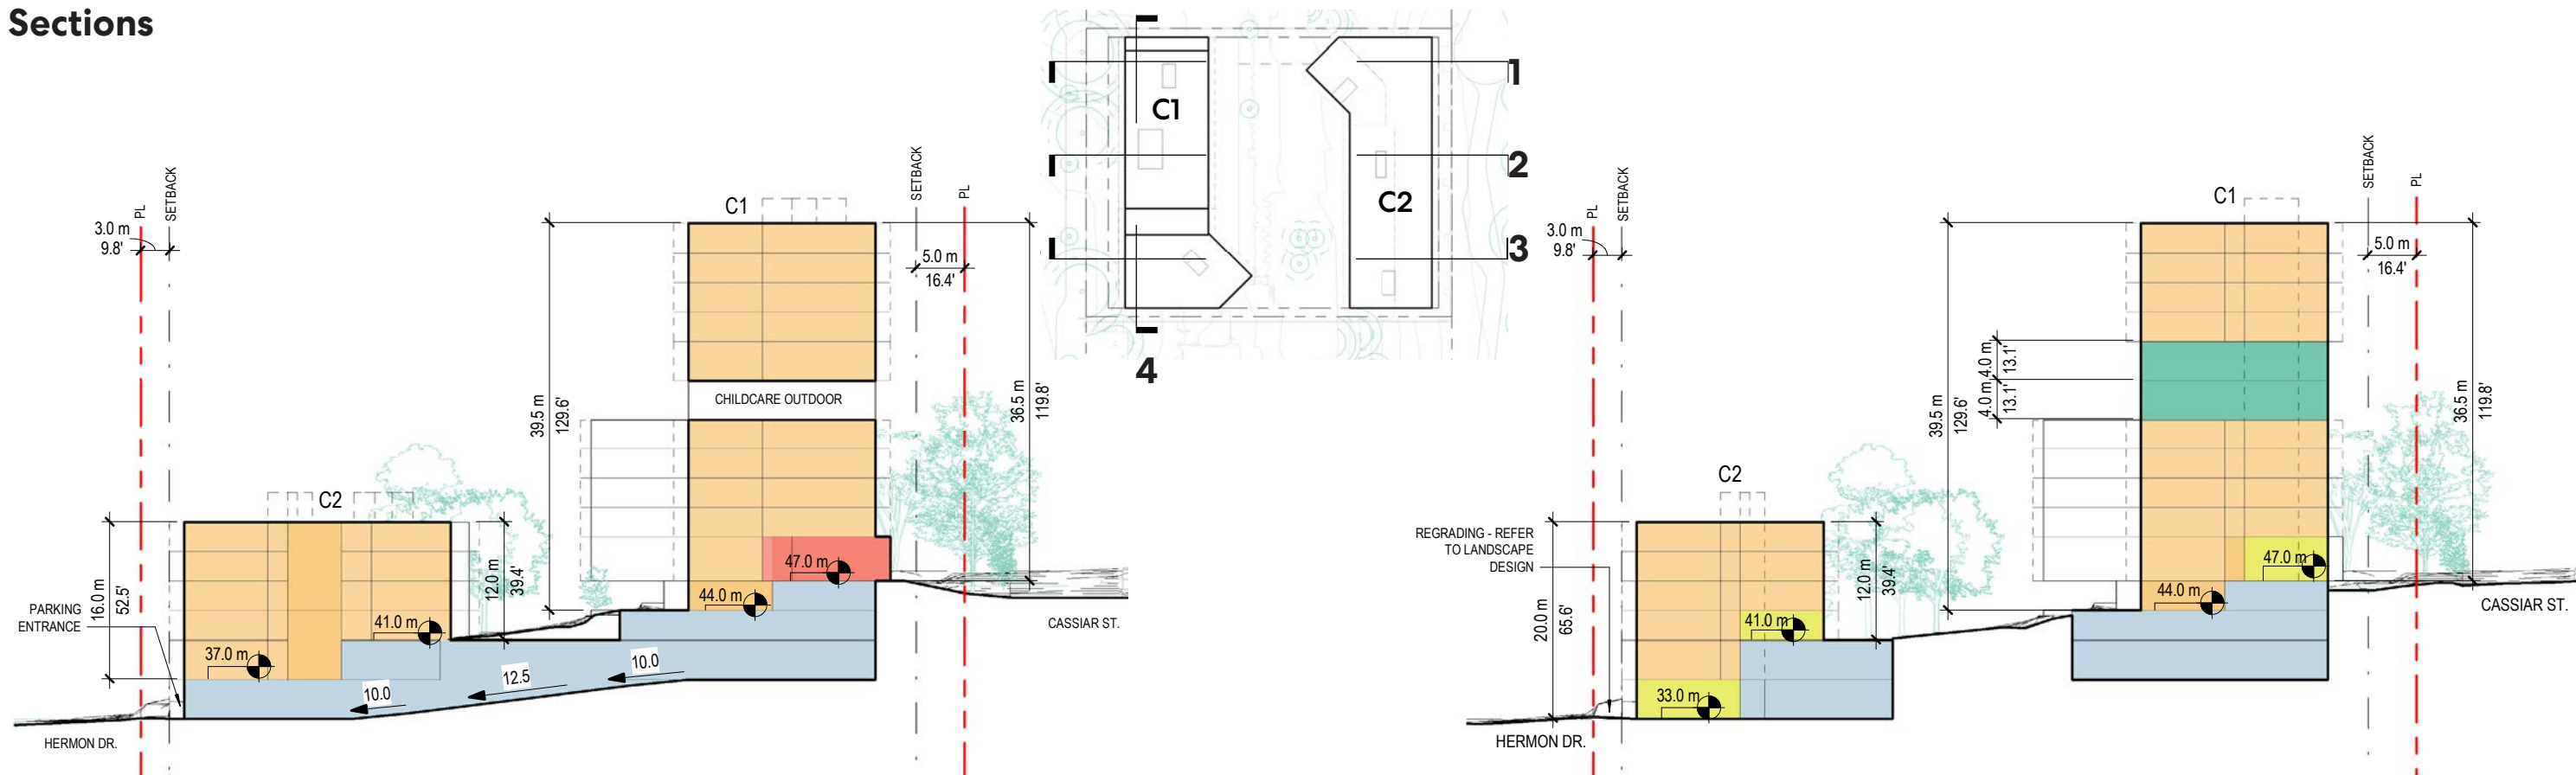 Sections
C1
C2
1
2
3
4
3.0 m
9.8'
PL
SETBACK
C1
SETBACK
PL
5.0 m
16.4'
39.5 m
129.6'
36.5 m
119.8'
CHILDCARE OUTDOOR
C2
16.0 m
52.5'
12.0 m
39.4'
PARKING
ENTRANCE
37.0 m
41.0 m
44.0 m
47.0 m
10.0
12.5
10.0
HERMON DR.
CASSIAR ST.
3.0 m
9.8'
PL
SETBACK
C1
SETBACK
PL
5.0 m
16.4'
4.0 m
13.1'
4.0 m
13.1'
39.5 m
129.6'
36.5 m
119.8'
C2
REGRADING - REFER
TO LANDSCAPE
DESIGN
20.0 m
65.6'
12.0 m
39.4'
41.0 m
33.0 m
44.0 m
47.0 m
HERMON DR.
CASSIAR ST.